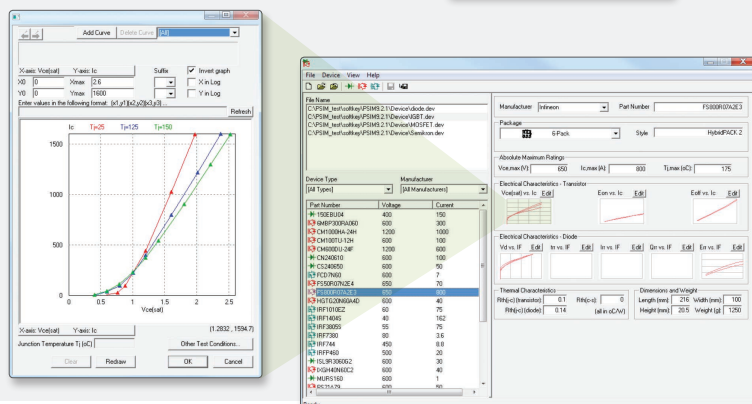 1
Add Curve Delete Curve (All)
X-axis: Vce(sat) Y-axis: Ic Suffix Invert graph
X0 0 Xmax 2.6 X in Log
Y0 0 Ymax 1600 Y in Log
Enter values in the following format: (x1,y1)(x2,y2)(x3,y3) ...
Refresh
Ic Tj=25 Tj=125 Tj=150
1500
1000
500
0
0 0.5 1 1.5 2 2.5
Vce(sat)
X-axis: Vce(sat) Y-axis: Ic (1.2832 , 1594.7)
Junction Temperature Tj (oC) Other Test Conditions...
Clear Redraw OK Cancel
File Device View Help
File Name
C:\PSIM_test\softkey\PSIM9.2.1\Device\diode.dev
C:\PSIM_test\softkey\PSIM9.2.1\Device\IGBT.dev
C:\PSIM_test\softkey\PSIM9.2.1\Device\MOSFET.dev
C:\PSIM_test\softkey\PSIM9.2.1\Device\Semikron.dev
Device Type Manufacturer
[All Types] [All Manufacturers]
Part Number Voltage Current
150EBU04 400 150
6MBP300RA060 600 300
CM1000HA-24H 1200 1000
CM100TU-12H 600 100
CM600DU-24F 1200 600
CN240610 600 100
CS240650 600 50
FCD7N60 600 7
FS50R07N2E4 650 70
FS800R07A2E3 650 800
HGTG20N60A4D 600 40
IRF1010EZ 60 75
IRF1404S 40 162
IRF3805S 55 75
IRF7380 80 3.6
IRF744 450 8.8
IRFP460 500 20
ISL9R3060G2 600 30
IXGH40N60C2 600 40
MURS160 600 1
PS21A79 600 50
Manufacturer Infineon Part Number FS800R07A2E3
Package
6-Pack Style HybridPACK 2
Absolute Maximum Ratings
Vce,max (V): 650 Ic,max (A): 800 Tj,max (oC): 175
Electrical Characteristics - Transistor
Vce(sat) vs. Ic Edit Eon vs. Ic Edit Eoff vs. Ic Edit
Electrical Characteristics - Diode
Vd vs. IF Edit trr vs. IF Edit Irr vs. IF Edit Qrr vs. IF Edit Err vs. IF Edit
Thermal Characteristics
Rth(j-c) (transistor): 0.1 Rth(c-s): 0
Rth(j-c) (diode): 0.14 (all in oC/W)
Dimensions and Weight
Length (mm): 216 Width (mm): 100
Height (mm): 20.5 Weight (g): 1250